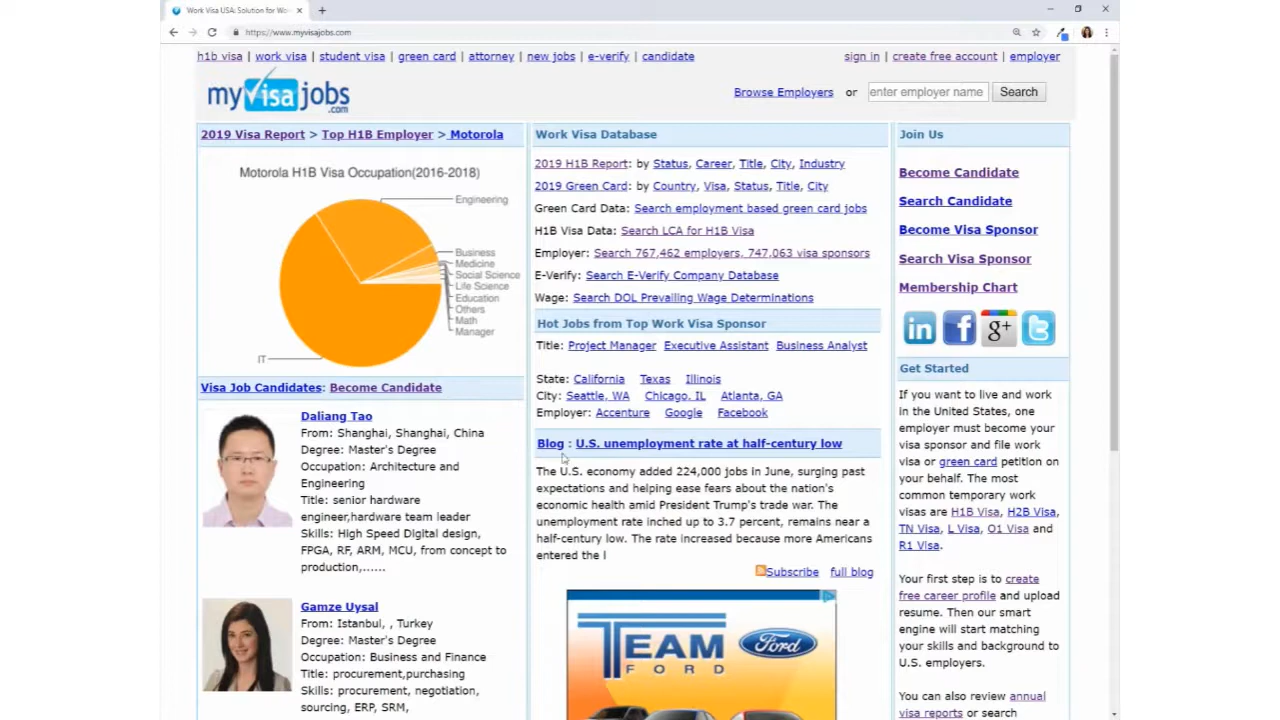 Work Visa USA: Solution for Wo
https://www.myvisajobs.com
h1b visa | work visa | student visa | green card | attorney | new jobs | e-verify | candidate
sign in | create free account | employer
myvisajobs
.com
Browse Employers or enter employer name Search
2019 Visa Report > Top H1B Employer > Motorola
Motorola H1B Visa Occupation(2016-2018)
Engineering
Business
Medicine
Social Science
Life Science
Education
Others
Math
Manager
IT
Visa Job Candidates: Become Candidate
Daliang Tao
From: Shanghai, Shanghai, China
Degree: Master's Degree
Occupation: Architecture and
Engineering
Title: senior hardware
engineer,hardware team leader
Skills: High Speed Digital design,
FPGA, RF, ARM, MCU, from concept to
production,......
Gamze Uysal
From: Istanbul, , Turkey
Degree: Master's Degree
Occupation: Business and Finance
Title: procurement,purchasing
Skills: procurement, negotiation,
sourcing, ERP, SRM,
Work Visa Database
2019 H1B Report: by Status, Career, Title, City, Industry
2019 Green Card: by Country, Visa, Status, Title, City
Green Card Data: Search employment based green card jobs
H1B Visa Data: Search LCA for H1B Visa
Employer: Search 767,462 employers, 747,063 visa sponsors
E-Verify: Search E-Verify Company Database
Wage: Search DOL Prevailing Wage Determinations
Hot Jobs from Top Work Visa Sponsor
Title: Project Manager Executive Assistant Business Analyst
State: California Texas Illinois
City: Seattle, WA Chicago, IL Atlanta, GA
Employer: Accenture Google Facebook
Blog : U.S. unemployment rate at half-century low
The U.S. economy added 224,000 jobs in June, surging past
expectations and helping ease fears about the nation's
economic health amid President Trump's trade war. The
unemployment rate inched up to 3.7 percent, remains near a
half-century low. The rate increased because more Americans
entered the l
Subscribe full blog
TEAM
FORD
Ford
Join Us
Become Candidate
Search Candidate
Become Visa Sponsor
Search Visa Sponsor
Membership Chart
in f g+ t
Get Started
If you want to live and work
in the United States, one
employer must become your
visa sponsor and file work
visa or green card petition on
your behalf. The most
common temporary work
visas are H1B Visa, H2B Visa,
TN Visa, L Visa, O1 Visa and
R1 Visa.
Your first step is to create
free career profile and upload
resume. Then our smart
engine will start matching
your skills and background to
U.S. employers.
You can also review annual
visa reports or search